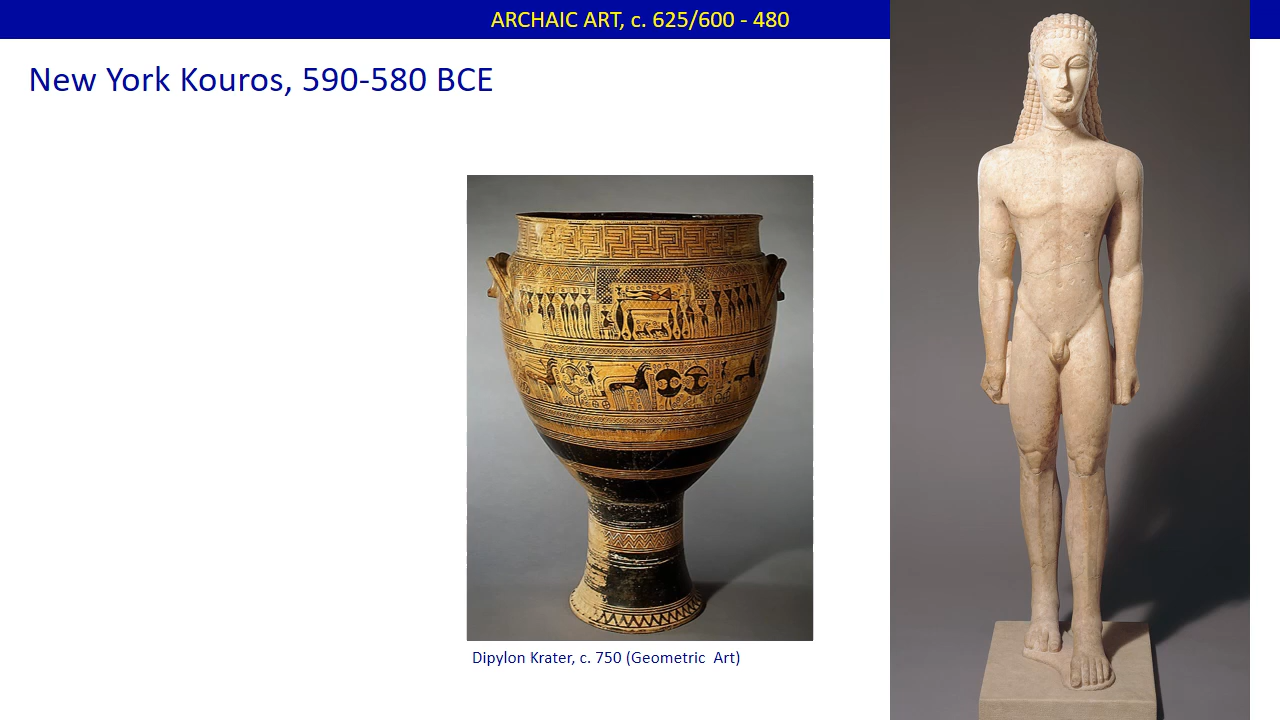 ARCHAIC ART, c. 625/600 - 480
New York Kouros, 590-580 BCE
Dipylon Krater, c. 750 (Geometric  Art)